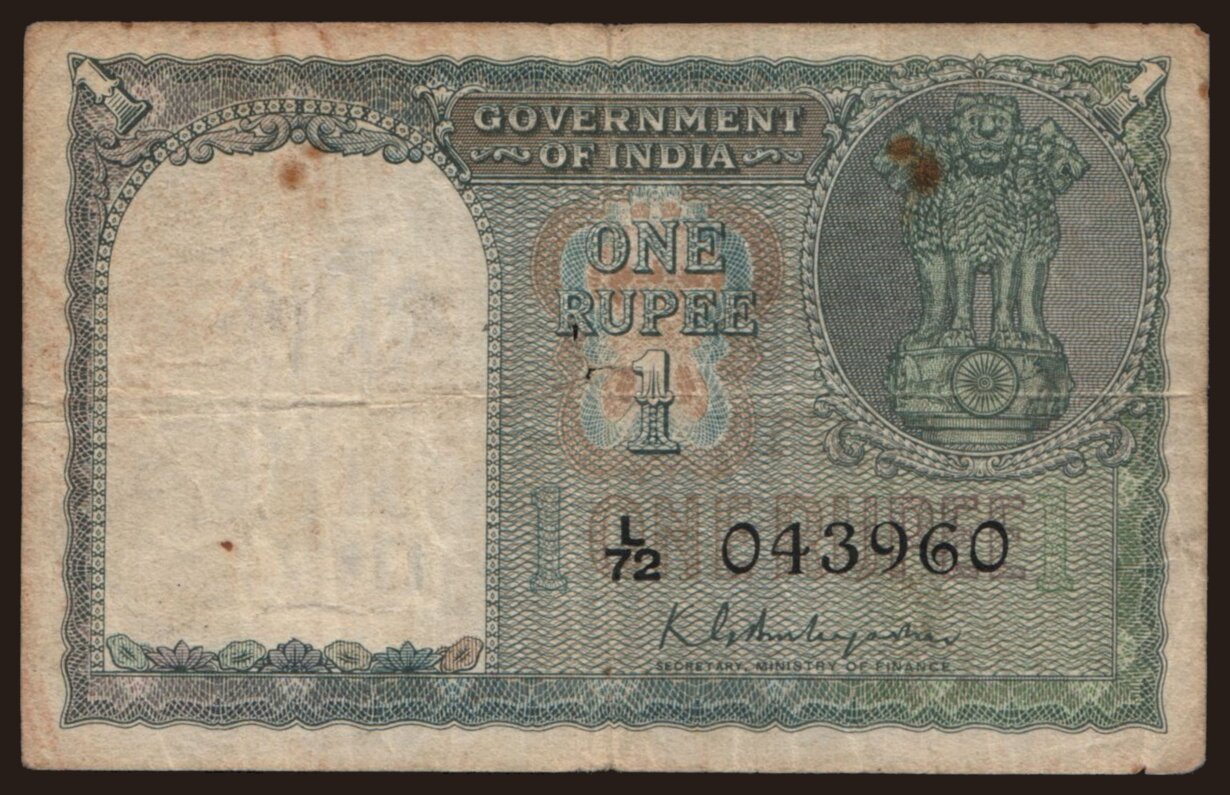 1 1
GOVERNMENT
OF INDIA
ONE
RUPEE
1
1 ONE RUPEE 1
L/72 043960
SECRETARY, MINISTRY OF FINANCE